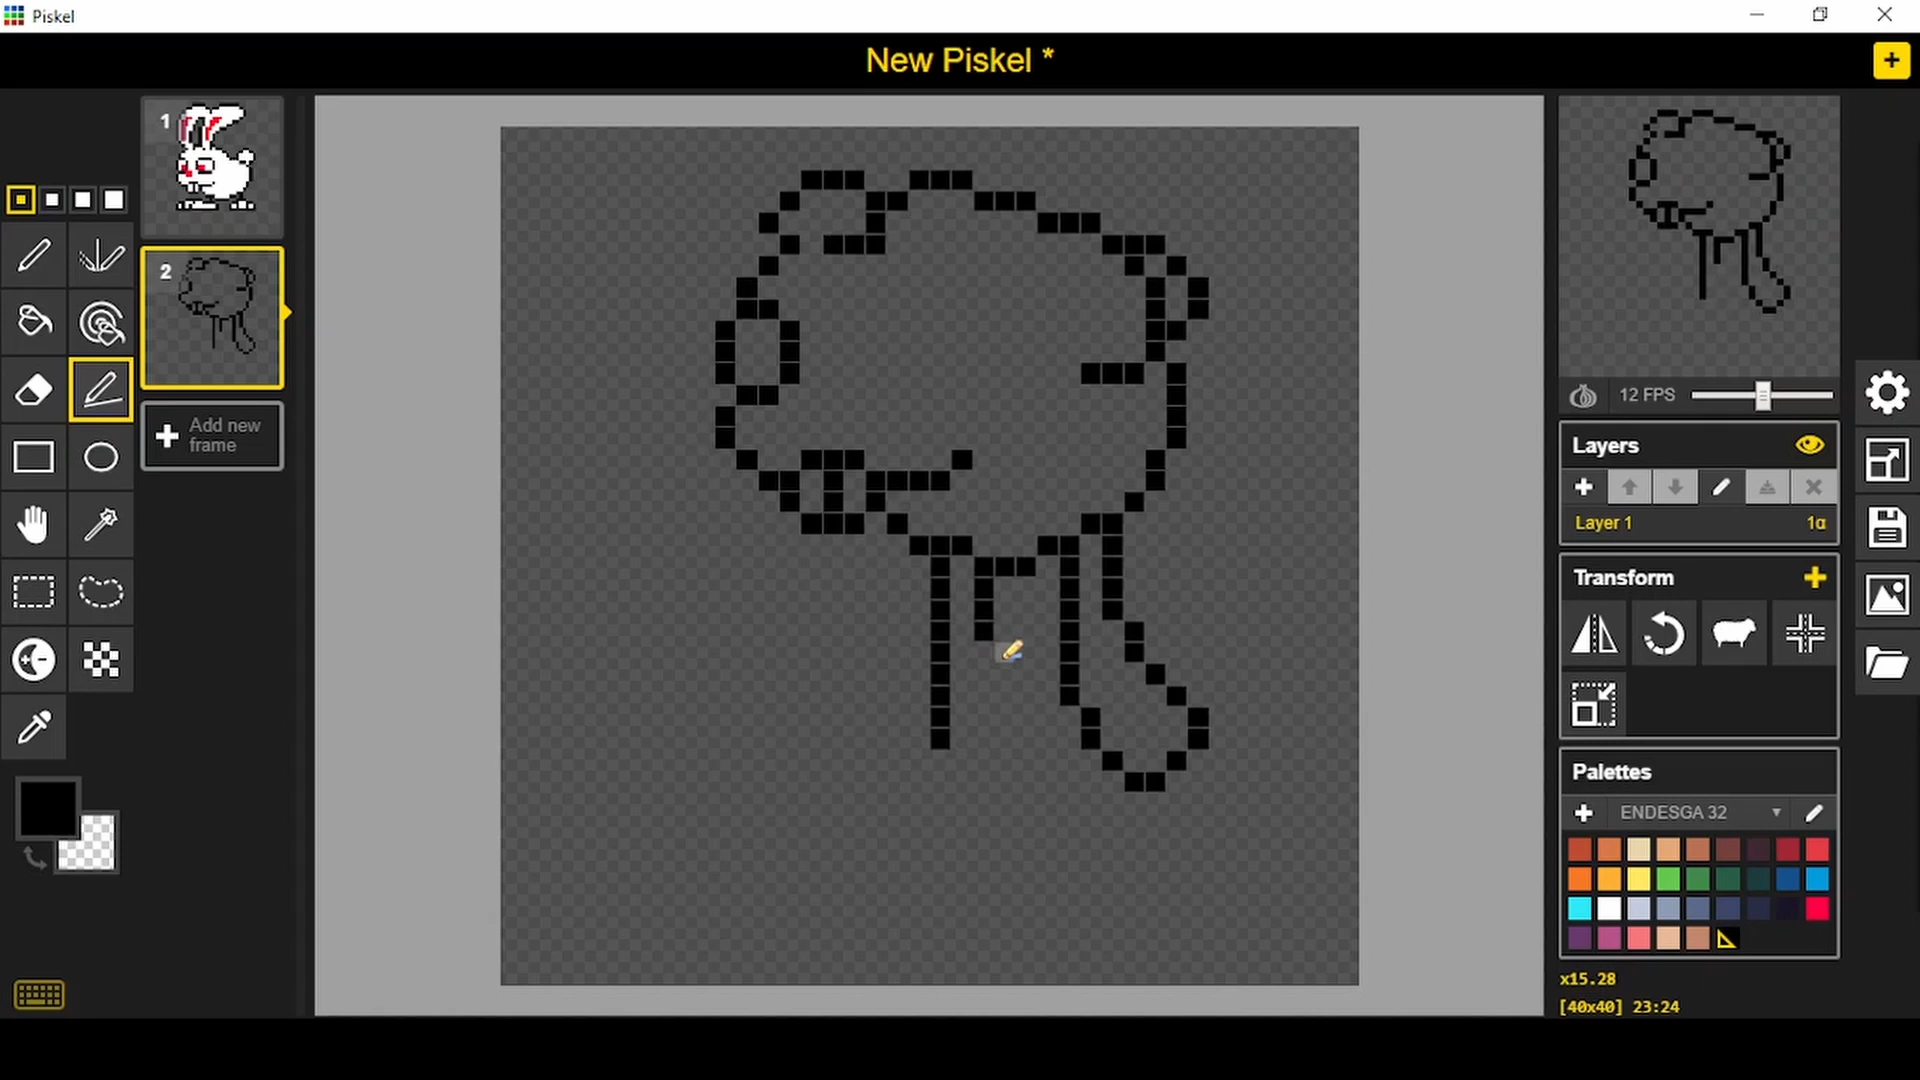 Piskel
New Piskel *
+
1
2
Add new
frame
12 FPS
Layers
Layer 1
1α
Transform
Palettes
ENDESGA 32
x15.28
[40x40] 23:24